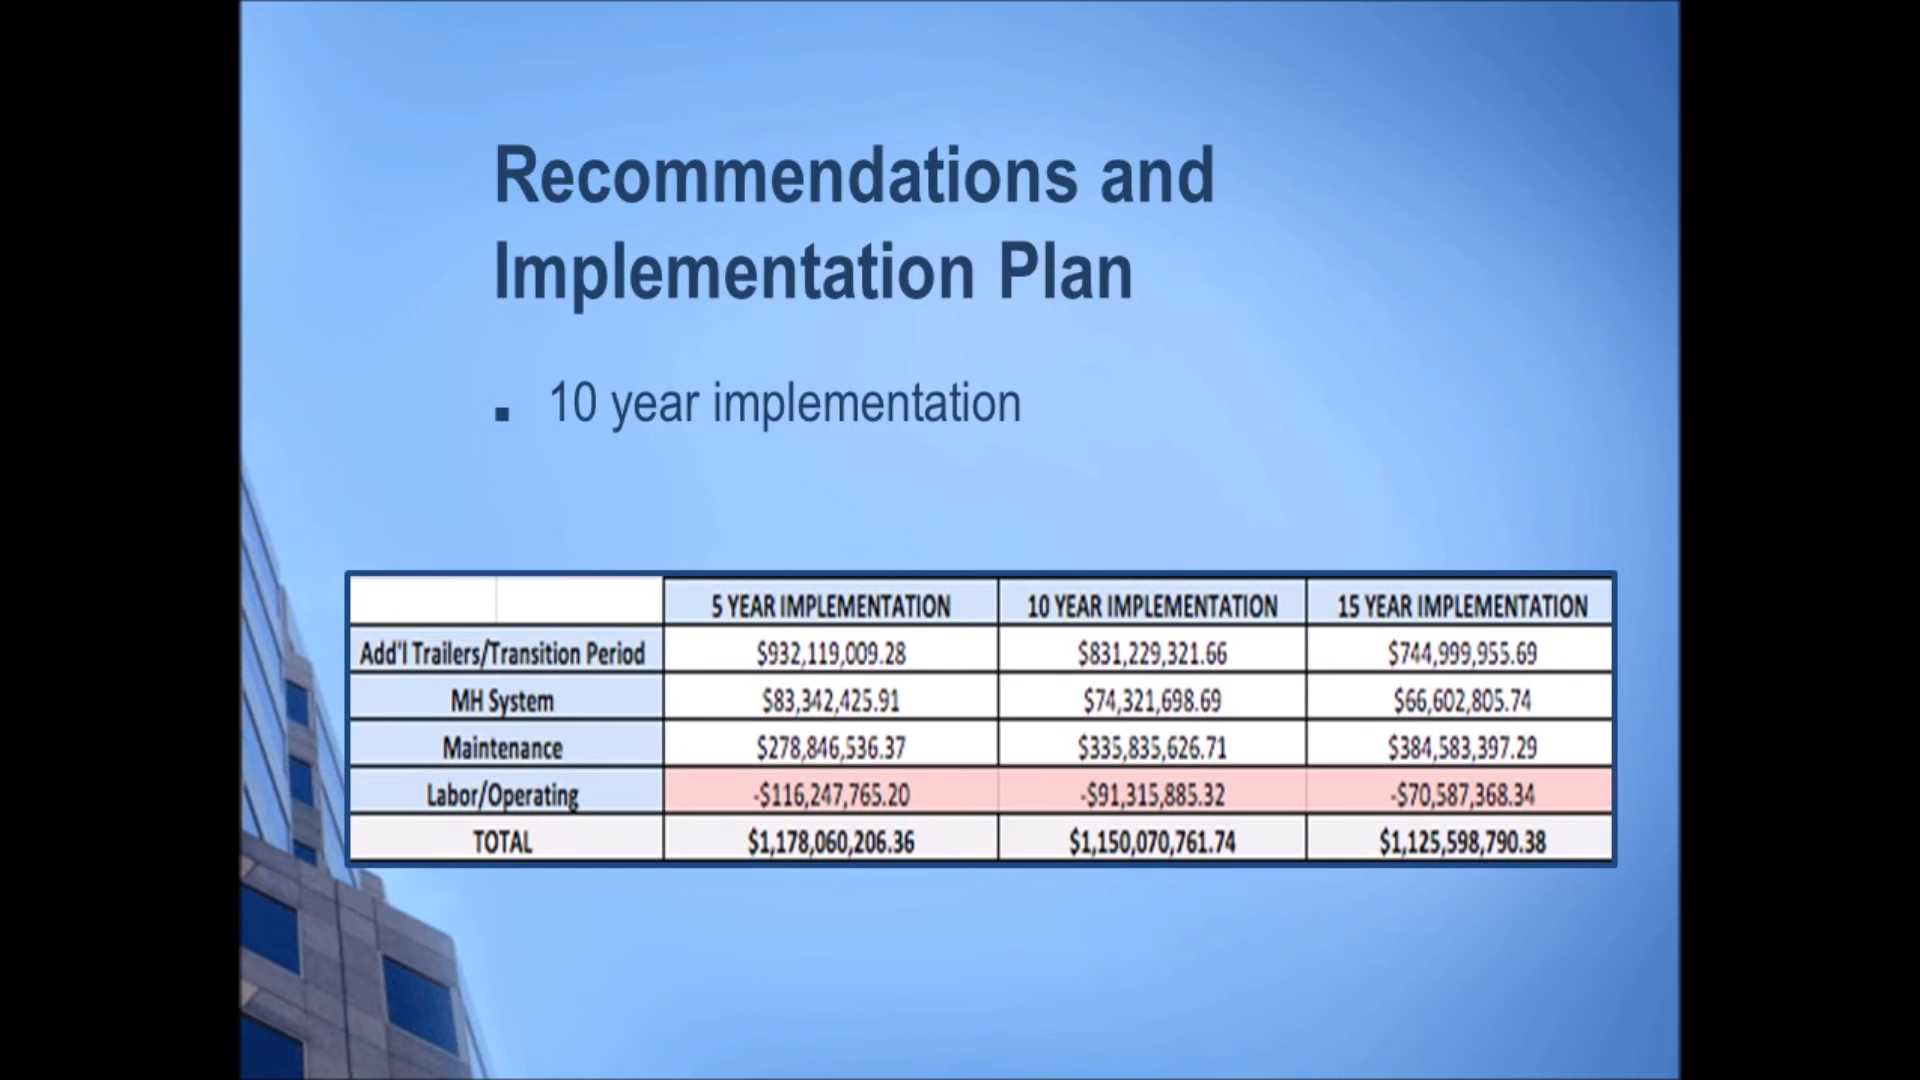 Recommendations and
Implementation Plan
▪ 10 year implementation
5 YEAR IMPLEMENTATION 10 YEAR IMPLEMENTATION 15 YEAR IMPLEMENTATION
Add'l Trailers/Transition Period $932,119,009.28 $831,229,321.66 $744,999,955.69
MH System $83,342,425.91 $74,321,698.69 $66,602,805.74
Maintenance $278,846,536.37 $335,835,626.71 $384,583,397.29
Labor/Operating -$116,247,765.20 -$91,315,885.32 -$70,587,368.34
TOTAL $1,178,060,206.36 $1,150,070,761.74 $1,125,598,790.38